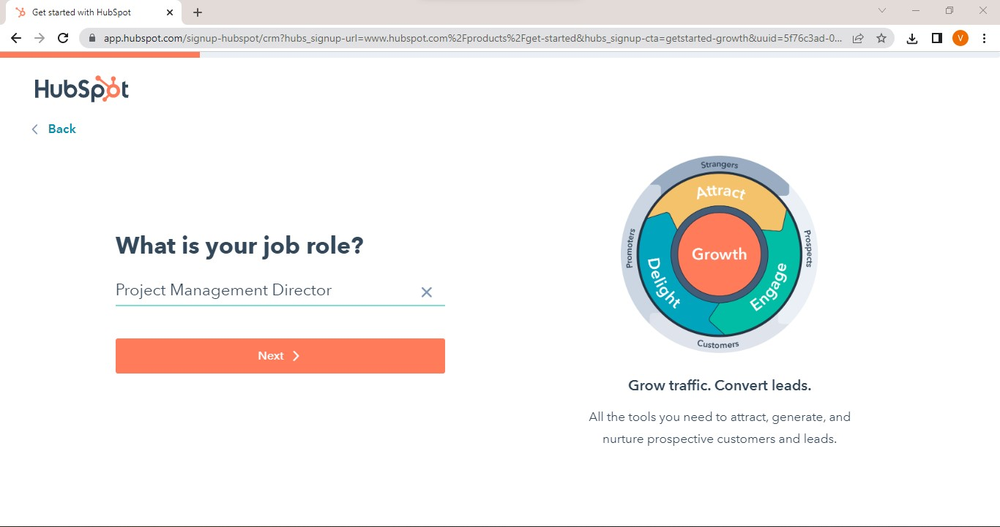 Get started with HubSpot
app.hubspot.com/signup-hubspot/crm?hubs_signup-url=www.hubspot.com%2Fproducts%2Fget-started&hubs_signup-cta=getstarted-growth&uuid=5f76c3ad-0...
V
HubSpot
Back
What is your job role?
Project Management Director
Next
Strangers
Attract
Promoters
Prospects
Growth
Delight
Engage
Customers
Grow traffic. Convert leads.
All the tools you need to attract, generate, and
nurture prospective customers and leads.